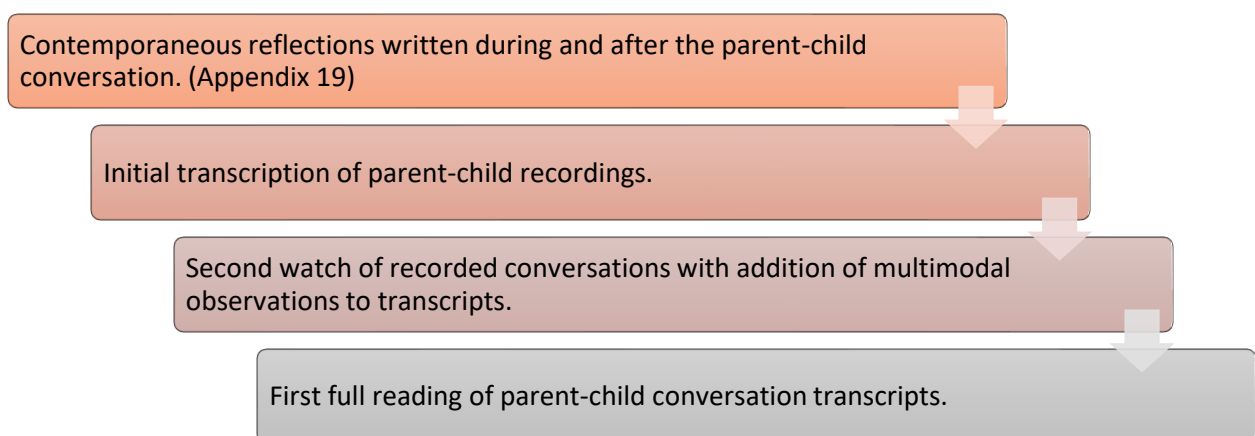 Contemporaneous reflections written during and after the parent-child
conversation. (Appendix 19)
Initial transcription of parent-child recordings.
Second watch of recorded conversations with addition of multimodal
observations to transcripts.
First full reading of parent-child conversation transcripts.